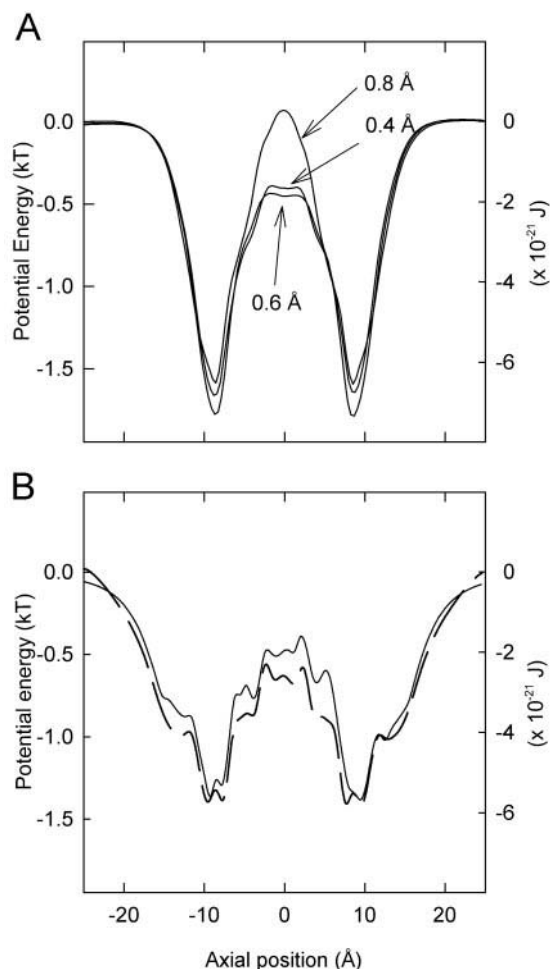 A
0.8 Å
0.4 Å
0.6 Å
0.0
-0.5
-1.0
-1.5
Potential Energy (kT)
0
-2
-4
-6
(x 10⁻²¹ J)
B
0.0
-0.5
-1.0
-1.5
Potential energy (kT)
0
-2
-4
-6
(x 10⁻²¹ J)
-20 -10 0 10 20
Axial position (Å)